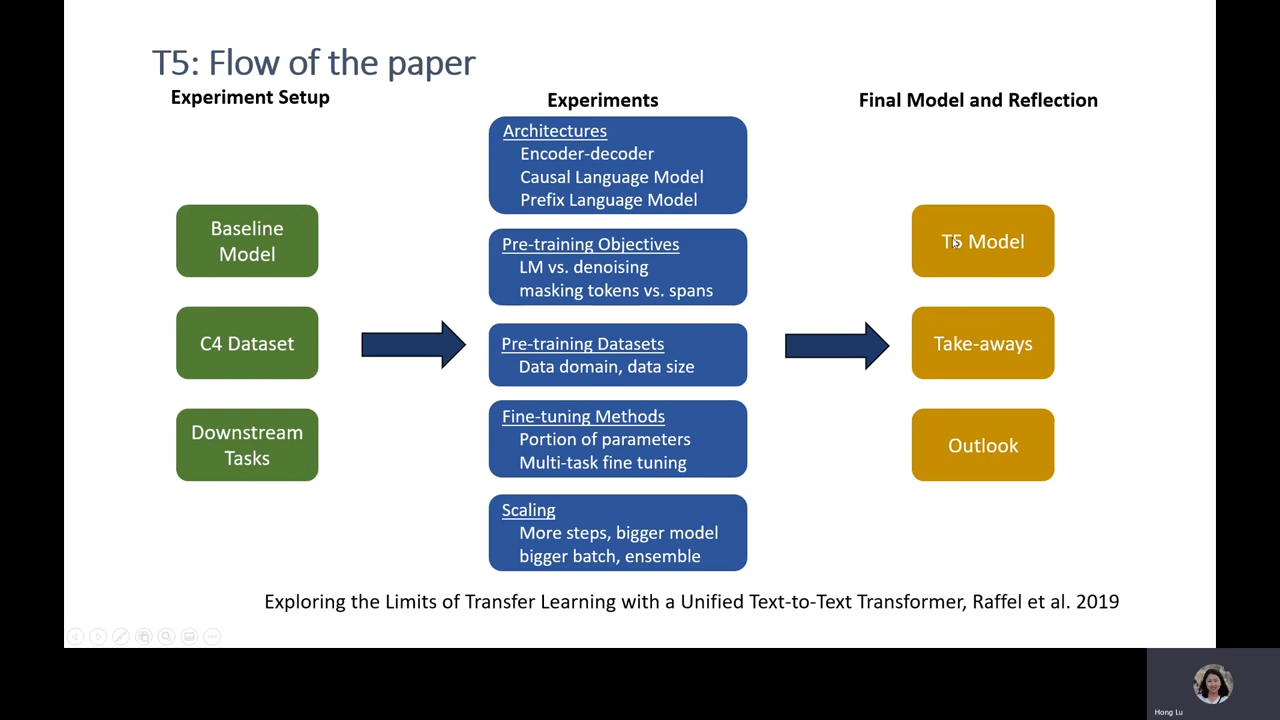 T5: Flow of the paper
Experiment Setup
Baseline
Model
C4 Dataset
Downstream
Tasks
Experiments
Architectures
Encoder-decoder
Causal Language Model
Prefix Language Model
Pre-training Objectives
LM vs. denoising
masking tokens vs. spans
Pre-training Datasets
Data domain, data size
Fine-tuning Methods
Portion of parameters
Multi-task fine tuning
Scaling
More steps, bigger model
bigger batch, ensemble
Final Model and Reflection
T5 Model
Take-aways
Outlook
Exploring the Limits of Transfer Learning with a Unified Text-to-Text Transformer, Raffel et al. 2019
Hong Lu